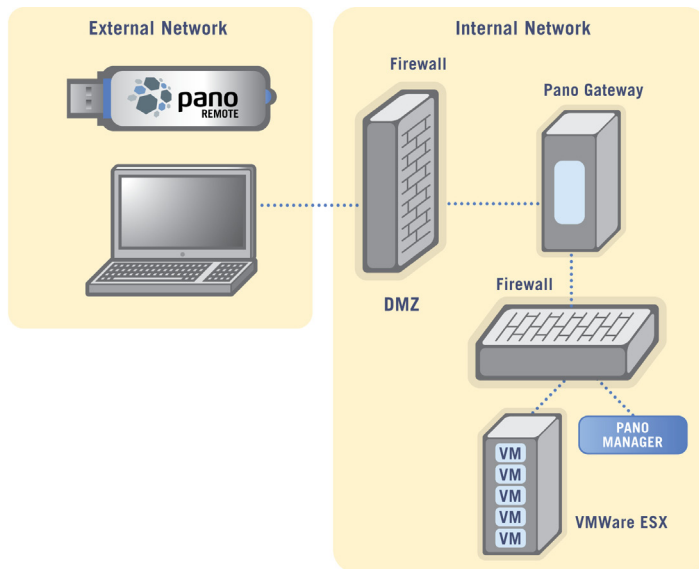 External Network
pano
REMOTE
Internal Network
Firewall
Pano Gateway
DMZ
Firewall
PANO
MANAGER
VM
VM
VM
VM
VM
VMWare ESX